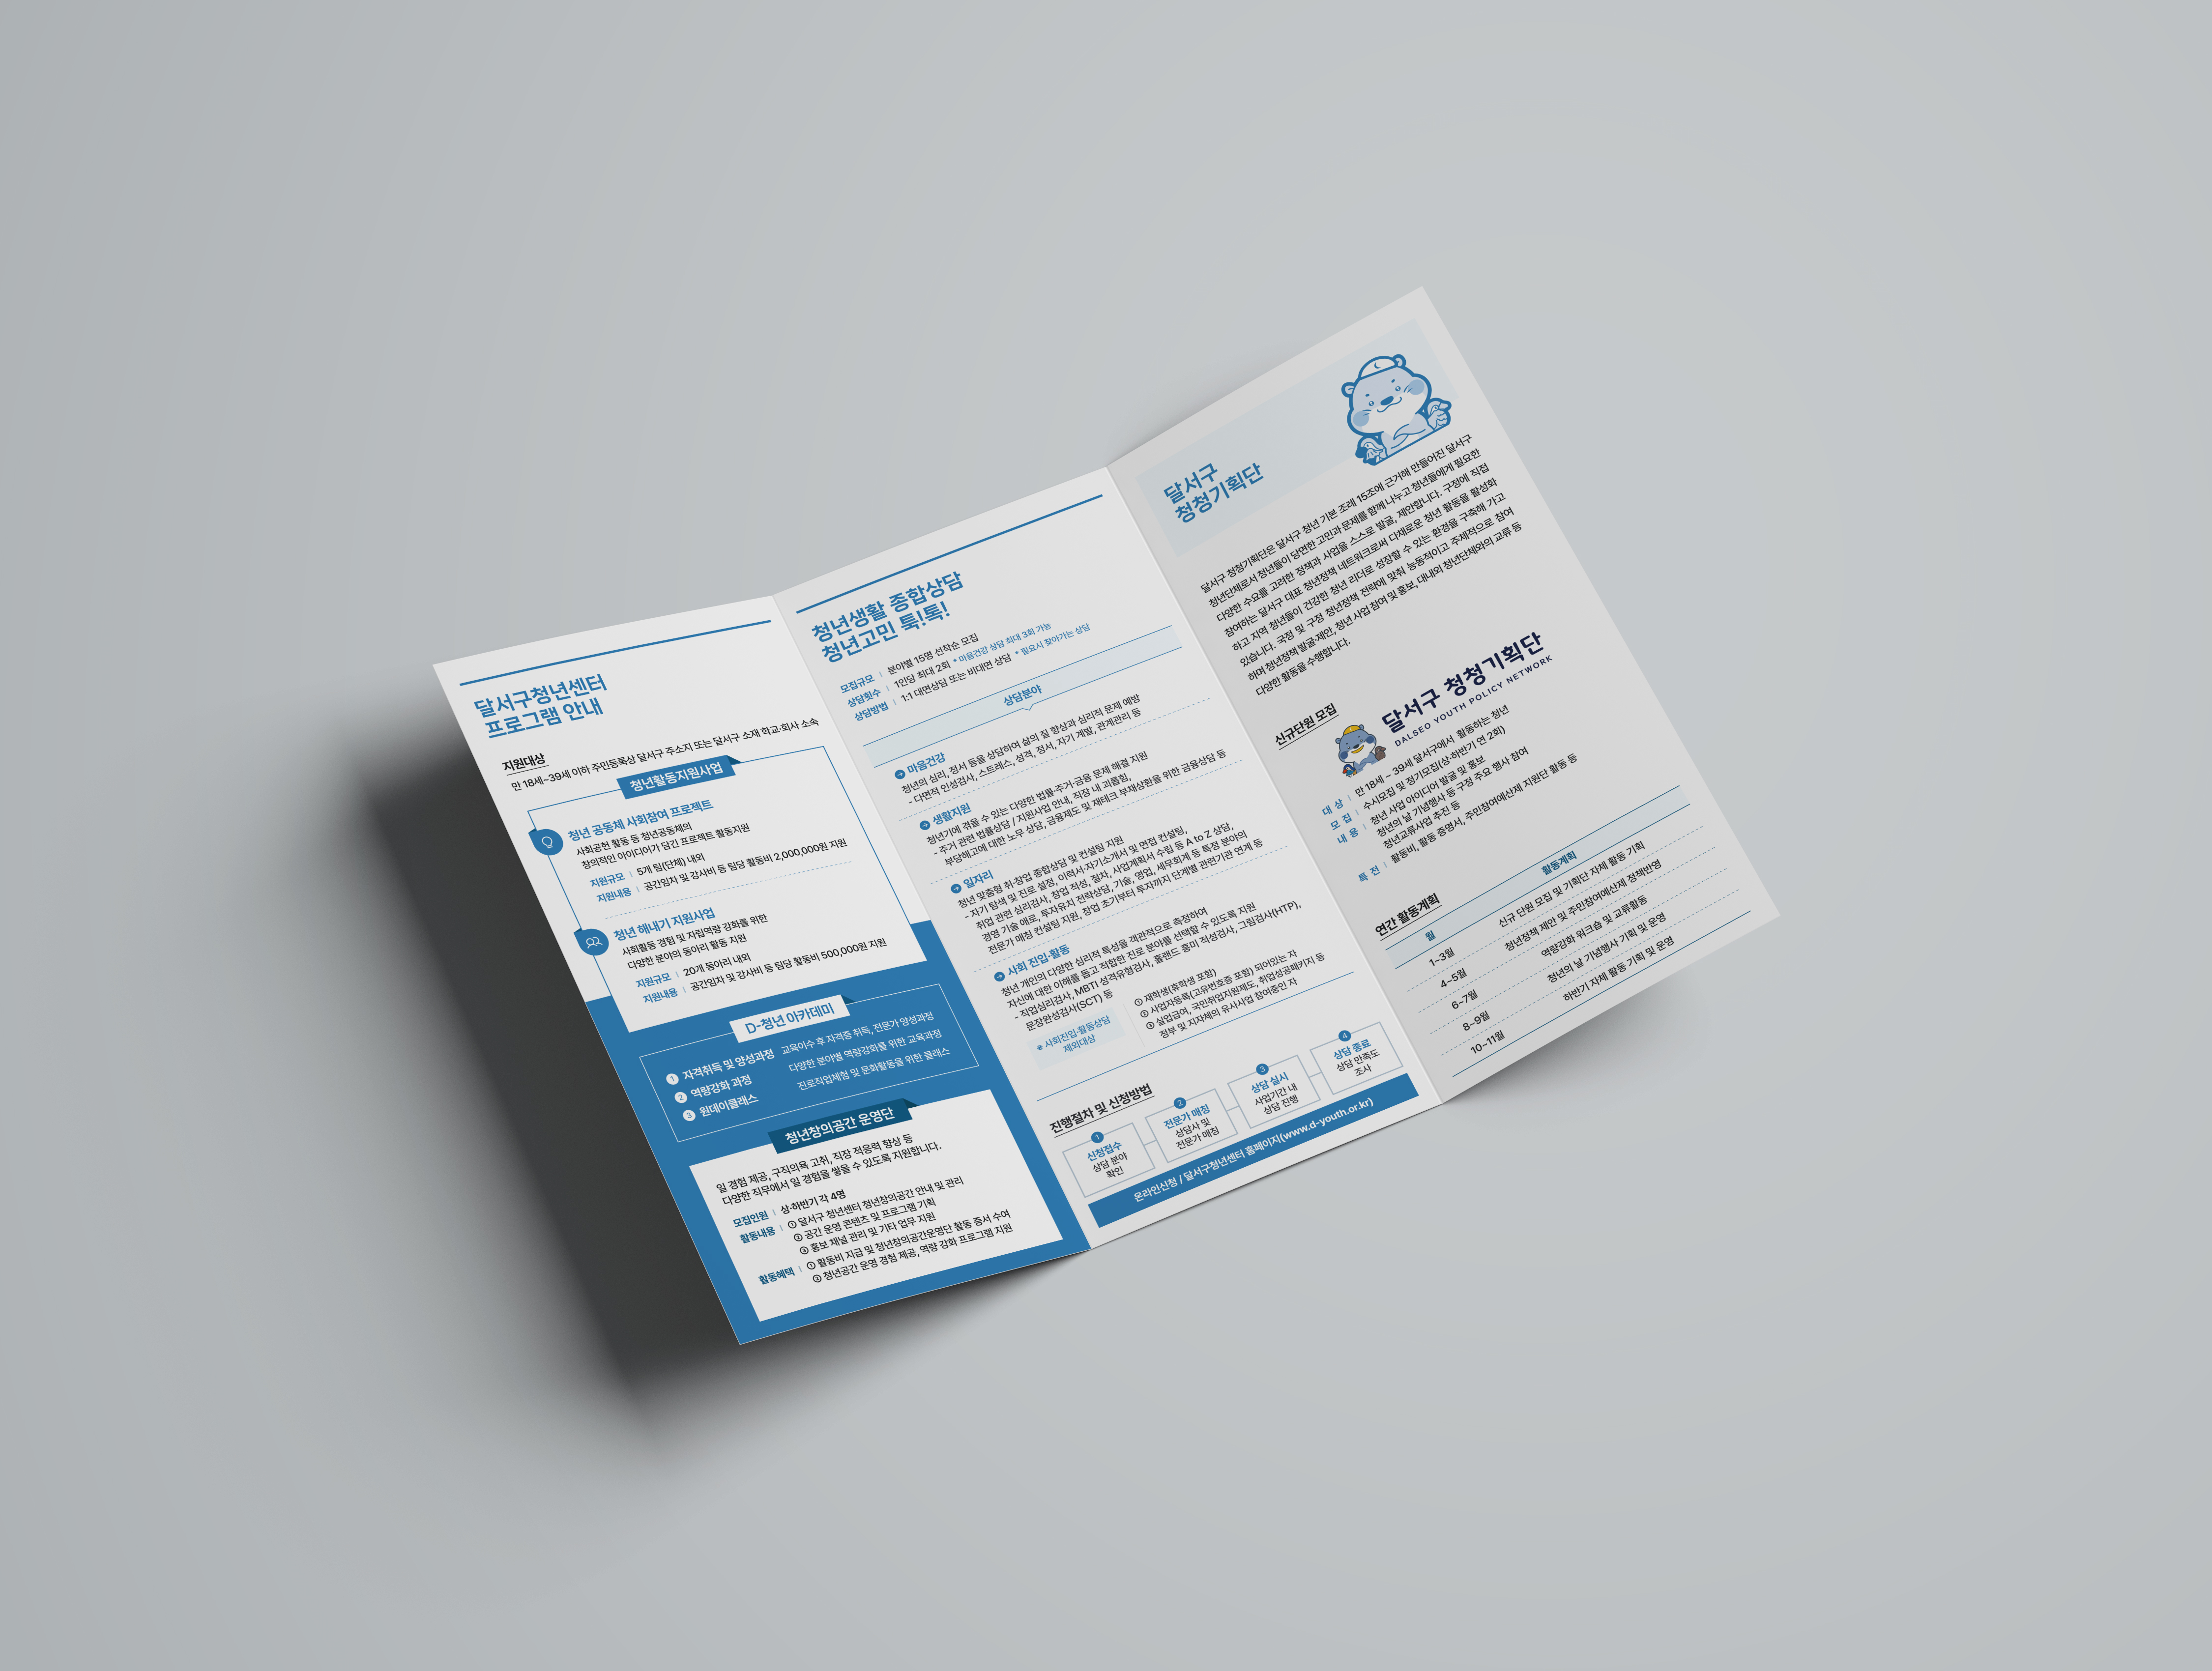 달서구청년센터
프로그램 안내
지원대상
만 18세~39세 이하 주민등록상 달서구 주소지 또는 달서구 소재 학교·회사 소속
청년활동지원사업
청년 공동체 사회참여 프로젝트
사회공헌 활동 등 청년공동체의
창의적인 아이디어가 담긴 프로젝트 활동지원
지원규모 | 5개 팀(단체) 내외
지원내용 | 공간임차 및 강사비 등 팀당 활동비 2,000,000원 지원
청년 해내기 지원사업
사회활동 경험 및 자립역량 강화를 위한
다양한 분야의 동아리 활동 지원
지원규모 | 20개 동아리 내외
지원내용 | 공간임차 및 강사비 등 팀당 활동비 500,000원 지원
D-청년 아카데미
1 자격취득 및 양성과정 교육이수 후 자격증 취득, 전문가 양성과정
2 역량강화 과정 다양한 분야별 역량강화를 위한 교육과정
3 원데이클래스 진로직업체험 및 문화활동을 위한 클래스
청년창의공간 운영단
일 경험 제공, 구직의욕 고취, 직장 적응력 향상 등
다양한 직무에서 일 경험을 쌓을 수 있도록 지원합니다.
모집인원 | 상·하반기 각 4명
활동내용 | ① 달서구 청년센터 청년창의공간 안내 및 관리
② 공간 운영 콘텐츠 및 프로그램 기획
③ 홍보 채널 관리 및 기타 업무 지원
활동혜택 | ① 활동비 지급 및 청년창의공간운영단 활동 증서 수여
② 청년공간 운영 경험 제공, 역량 강화 프로그램 지원
청년생활 종합상담
청년고민 톡!톡!
모집규모 | 분야별 15명 선착순 모집
상담횟수 | 1인당 최대 2회 * 마음건강 상담 최대 3회 가능
상담방법 | 1:1 대면상담 또는 비대면 상담 * 필요시 찾아가는 상담
상담분야
마음건강
청년의 심리, 정서 등을 상담하여 삶의 질 향상과 심리적 문제 예방
- 다면적 인성검사, 스트레스, 성격, 정서, 자기 계발, 관계관리 등
생활지원
청년기에 겪을 수 있는 다양한 법률·주거·금융 문제 해결 지원
- 주거 관련 법률상담 / 지원사업 안내, 직장 내 괴롭힘,
부당해고에 대한 노무 상담, 금융제도 및 재테크 부채상환을 위한 금융상담 등
일자리
청년 맞춤형 취·창업 종합상담 및 컨설팅 지원
- 자기 탐색 및 진로 설정, 이력서·자기소개서 및 면접 컨설팅,
취업 관련 심리검사, 창업 적성, 절차, 사업계획서 수립 등 A to Z 상담,
경영 기술 애로, 투자유치 전략상담, 기술, 영업, 세무회계 등 특정 분야의
전문가 매칭 컨설팅 지원, 창업 초기부터 투자까지 단계별 관련기관 연계 등
사회 진입·활동
청년 개인의 다양한 심리적 특성을 객관적으로 측정하여
자신에 대한 이해를 돕고 적합한 진로 분야를 선택할 수 있도록 지원
- 직업심리검사, MBTI 성격유형검사, 홀랜드 흥미 적성검사, 그림검사(HTP),
문장완성검사(SCT) 등
※ 사회진입·활동상담
제외대상
① 재학생(휴학생 포함)
② 사업자등록(고유번호증 포함) 되어있는 자
③ 실업급여, 국민취업지원제도, 취업성공패키지 등
정부 및 지자체의 유사사업 참여중인 자
진행절차 및 신청방법
1
신청접수
상담 분야
확인
2
전문가 매칭
상담사 및
전문가 매칭
3
상담 실시
사업기간 내
상담 진행
4
상담 종료
상담 만족도
조사
온라인신청 / 달서구청년센터 홈페이지(www.d-youth.or.kr)
달서구
청청기획단
달서구 청청기획단은 달서구 청년 기본 조례 15조에 근거해 만들어진 달서구
청년단체로서 청년들이 당면한 고민과 문제를 함께 나누고 청년들에게 필요한
다양한 수요를 고려한 정책과 사업을 스스로 발굴, 제안합니다. 구정에 직접
참여하는 달서구 대표 청년정책 네트워크로써 다채로운 청년 활동을 활성화
하고 지역 청년들이 건강한 청년 리더로 성장할 수 있는 환경을 구축해 가고
있습니다. 국정 및 구정 청년정책 전략에 맞춰 능동적이고 주체적으로 참여
하며 청년정책 발굴·제안, 청년 사업 참여 및 홍보, 대내외 청년단체와의 교류 등
다양한 활동을 수행합니다.
신규단원 모집
달서구 청청기획단
DALSEO YOUTH POLICY NETWORK
대 상 | 만 18세 ~ 39세 달서구에서 활동하는 청년
모 집 | 수시모집 및 정기모집(상·하반기 연 2회)
내 용 | 청년 사업 아이디어 발굴 및 홍보
청년의 날 기념행사 등 구정 주요 행사 참여
청년교류사업 추진 등
특 전 | 활동비, 활동 증명서, 주민참여예산제 지원단 활동 등
연간 활동계획
월 활동계획
1~3월 신규 단원 모집 및 기획단 자체 활동 기획
4~5월 청년정책 제안 및 주민참여예산제 정책반영
6~7월 역량강화 워크숍 및 교류활동
8~9월 청년의 날 기념행사 기획 및 운영
10~11월 하반기 자체 활동 기획 및 운영